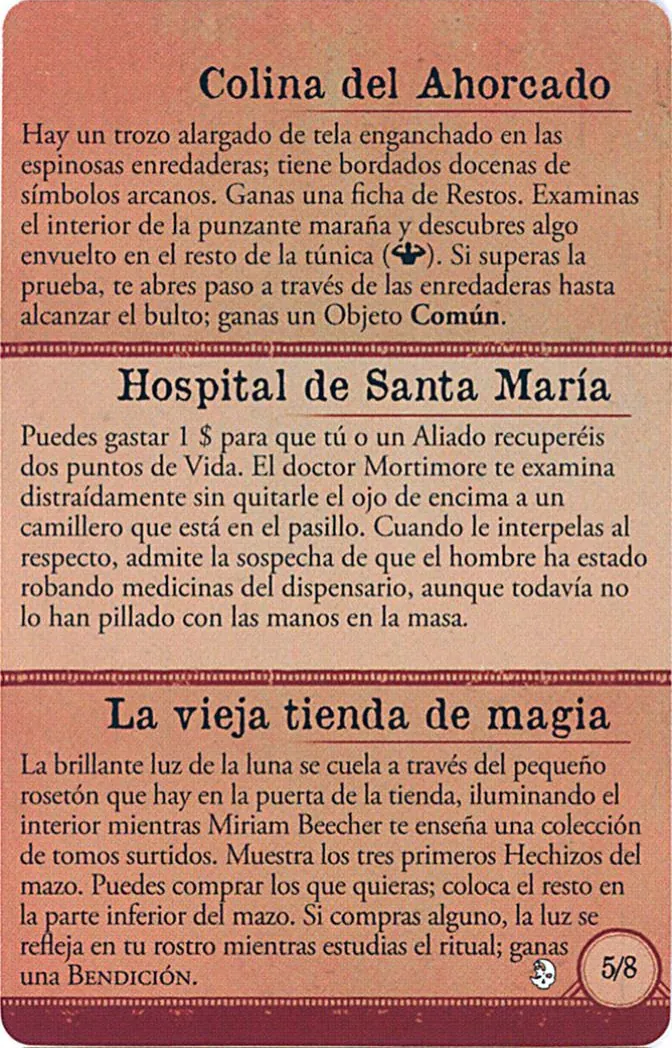 Colina del Ahorcado
Hay un trozo alargado de tela enganchado en las
espinosas enredaderas; tiene bordados docenas de
símbolos arcanos. Ganas una ficha de Restos. Examinas
el interior de la punzante maraña y descubres algo
envuelto en el resto de la túnica (). Si superas la
prueba, te abres paso a través de las enredaderas hasta
alcanzar el bulto; ganas un Objeto Común.
Hospital de Santa María
Puedes gastar 1 $ para que tú o un Aliado recuperéis
dos puntos de Vida. El doctor Mortimore te examina
distraídamente sin quitarle el ojo de encima a un
camillero que está en el pasillo. Cuando le interpelas al
respecto, admite la sospecha de que el hombre ha estado
robando medicinas del dispensario, aunque todavía no
lo han pillado con las manos en la masa.
La vieja tienda de magia
La brillante luz de la luna se cuela a través del pequeño
rosetón que hay en la puerta de la tienda, iluminando el
interior mientras Miriam Beecher te enseña una colección
de tomos surtidos. Muestra los tres primeros Hechizos del
mazo. Puedes comprar los que quieras; coloca el resto en
la parte inferior del mazo. Si compras alguno, la luz se
refleja en tu rostro mientras estudias el ritual; ganas
una BENDICIÓN.
5/8